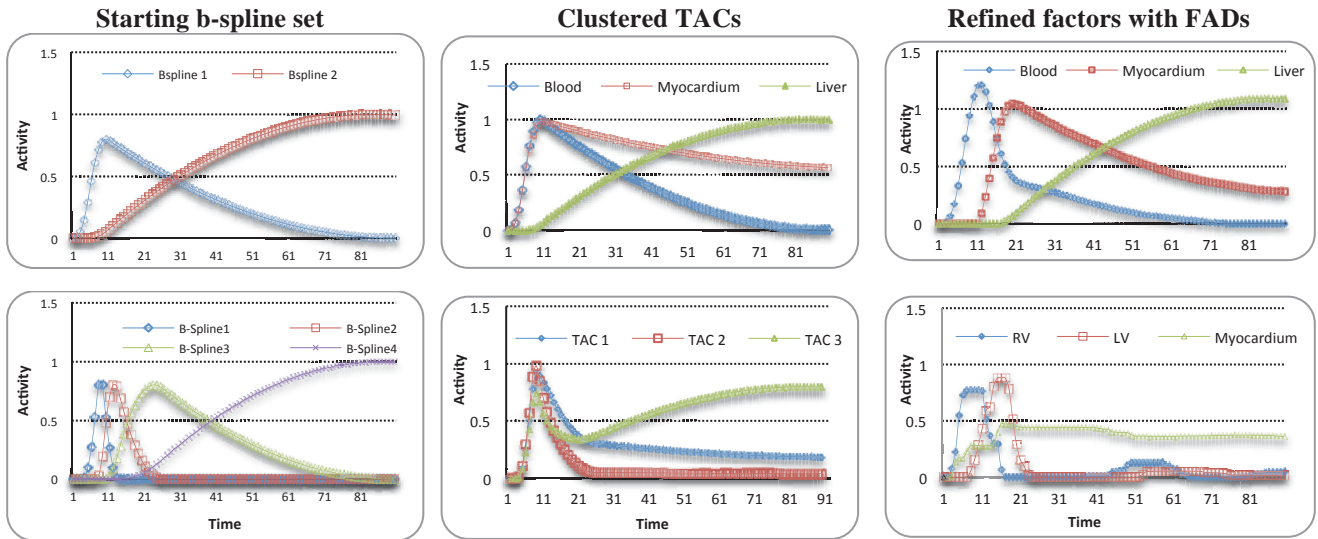 Starting b-spline set
Clustered TACs
Refined factors with FADs
1.5
Bspline 1 Bspline 2
1
Activity
0.5
0
1 11 21 31 41 51 61 71 81
1.5
Blood Myocardium Liver
1
Activity
0.5
0
1 11 21 31 41 51 61 71 81
1.5
Blood Myocardium Liver
1
Activity
0.5
0
1 11 21 31 41 51 61 71 81
1.5
B-Spline1 B-Spline2
B-Spline3 B-Spline4
1
Activity
0.5
0
1 11 21 31 41 51 61 71 81
Time
1.5
TAC 1 TAC 2 TAC 3
1
Activity
0.5
0
1 11 21 31 41 51 61 71 81 91
Time
1.5
RV LV Myocardium
1
Activity
0.5
0
1 11 21 31 41 51 61 71 81
Time